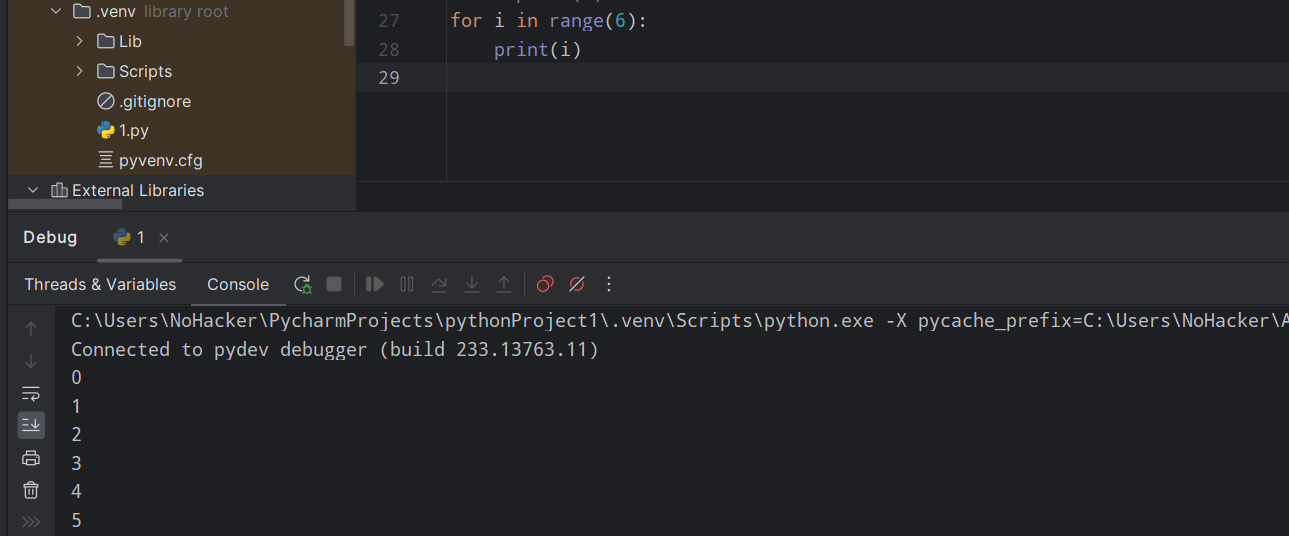 .venv library root
Lib
Scripts
.gitignore
1.py
pyvenv.cfg
External Libraries
27 for i in range(6):
28 print(i)
29
Debug 1
Threads & Variables Console
C:\Users\NoHacker\PycharmProjects\pythonProject1\.venv\Scripts\python.exe -X pycache_prefix=C:\Users\NoHacker\A
Connected to pydev debugger (build 233.13763.11)
0
1
2
3
4
5